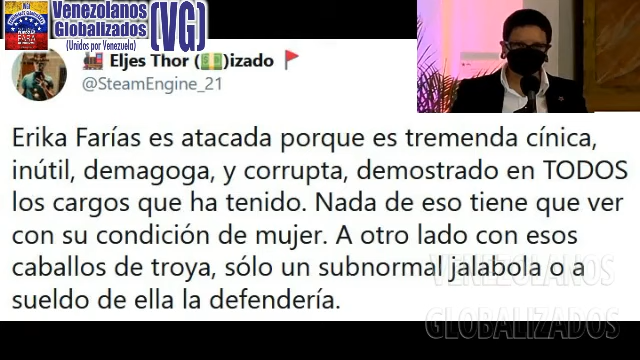 Venezolanos
Globalizados
(Unidos por Venezuela)
(VG)
🚂 Eljes Thor (💵)izado 🚩
@SteamEngine_21
Erika Farías es atacada porque es tremenda cínica,
inútil, demagoga, y corrupta, demostrado en TODOS
los cargos que ha tenido. Nada de eso tiene que ver
con su condición de mujer. A otro lado con esos
caballos de troya, sólo un subnormal jalabola o a
sueldo de ella la defendería.
VENEZOLANOS
GLOBALIZADOS